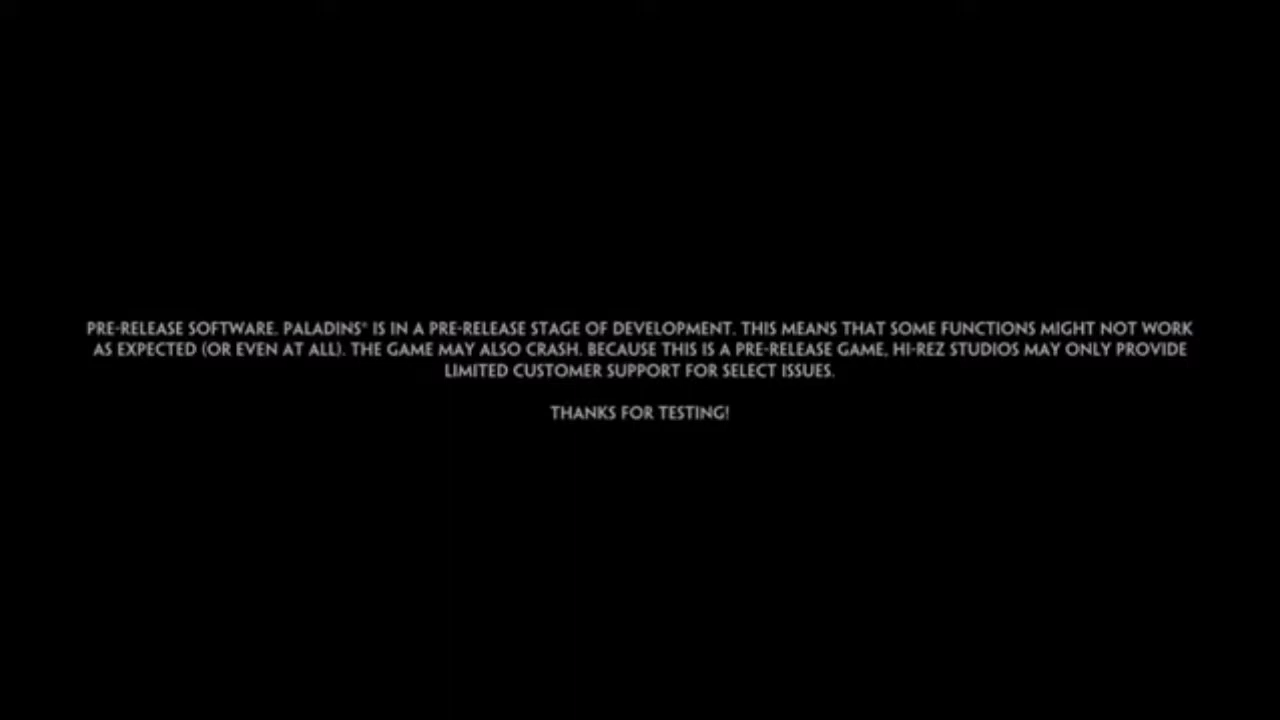 PRE-RELEASE SOFTWARE. PALADINS® IS IN A PRE-RELEASE STAGE OF DEVELOPMENT. THIS MEANS THAT SOME FUNCTIONS MIGHT NOT WORK
AS EXPECTED (OR EVEN AT ALL). THE GAME MAY ALSO CRASH. BECAUSE THIS IS A PRE-RELEASE GAME, HI-REZ STUDIOS MAY ONLY PROVIDE
LIMITED CUSTOMER SUPPORT FOR SELECT ISSUES.
THANKS FOR TESTING!